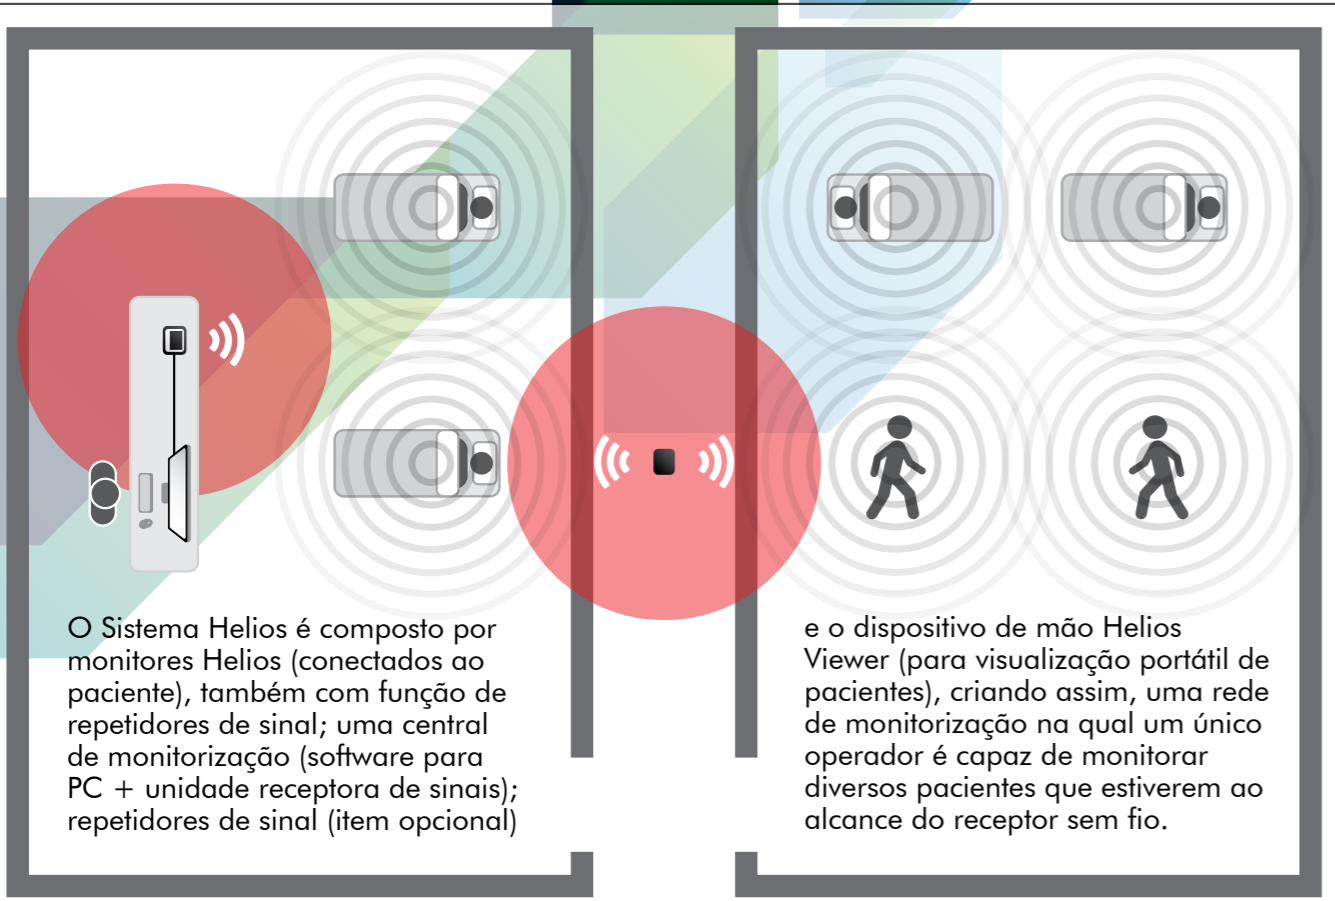 O Sistema Helios é composto por
monitores Helios (conectados ao
paciente), também com função de
repetidores de sinal; uma central
de monitorização (software para
PC + unidade receptora de sinais);
repetidores de sinal (item opcional)
e o dispositivo de mão Helios
Viewer (para visualização portátil de
pacientes), criando assim, uma rede
de monitorização na qual um único
operador é capaz de monitorar
diversos pacientes que estiverem ao
alcance do receptor sem fio.